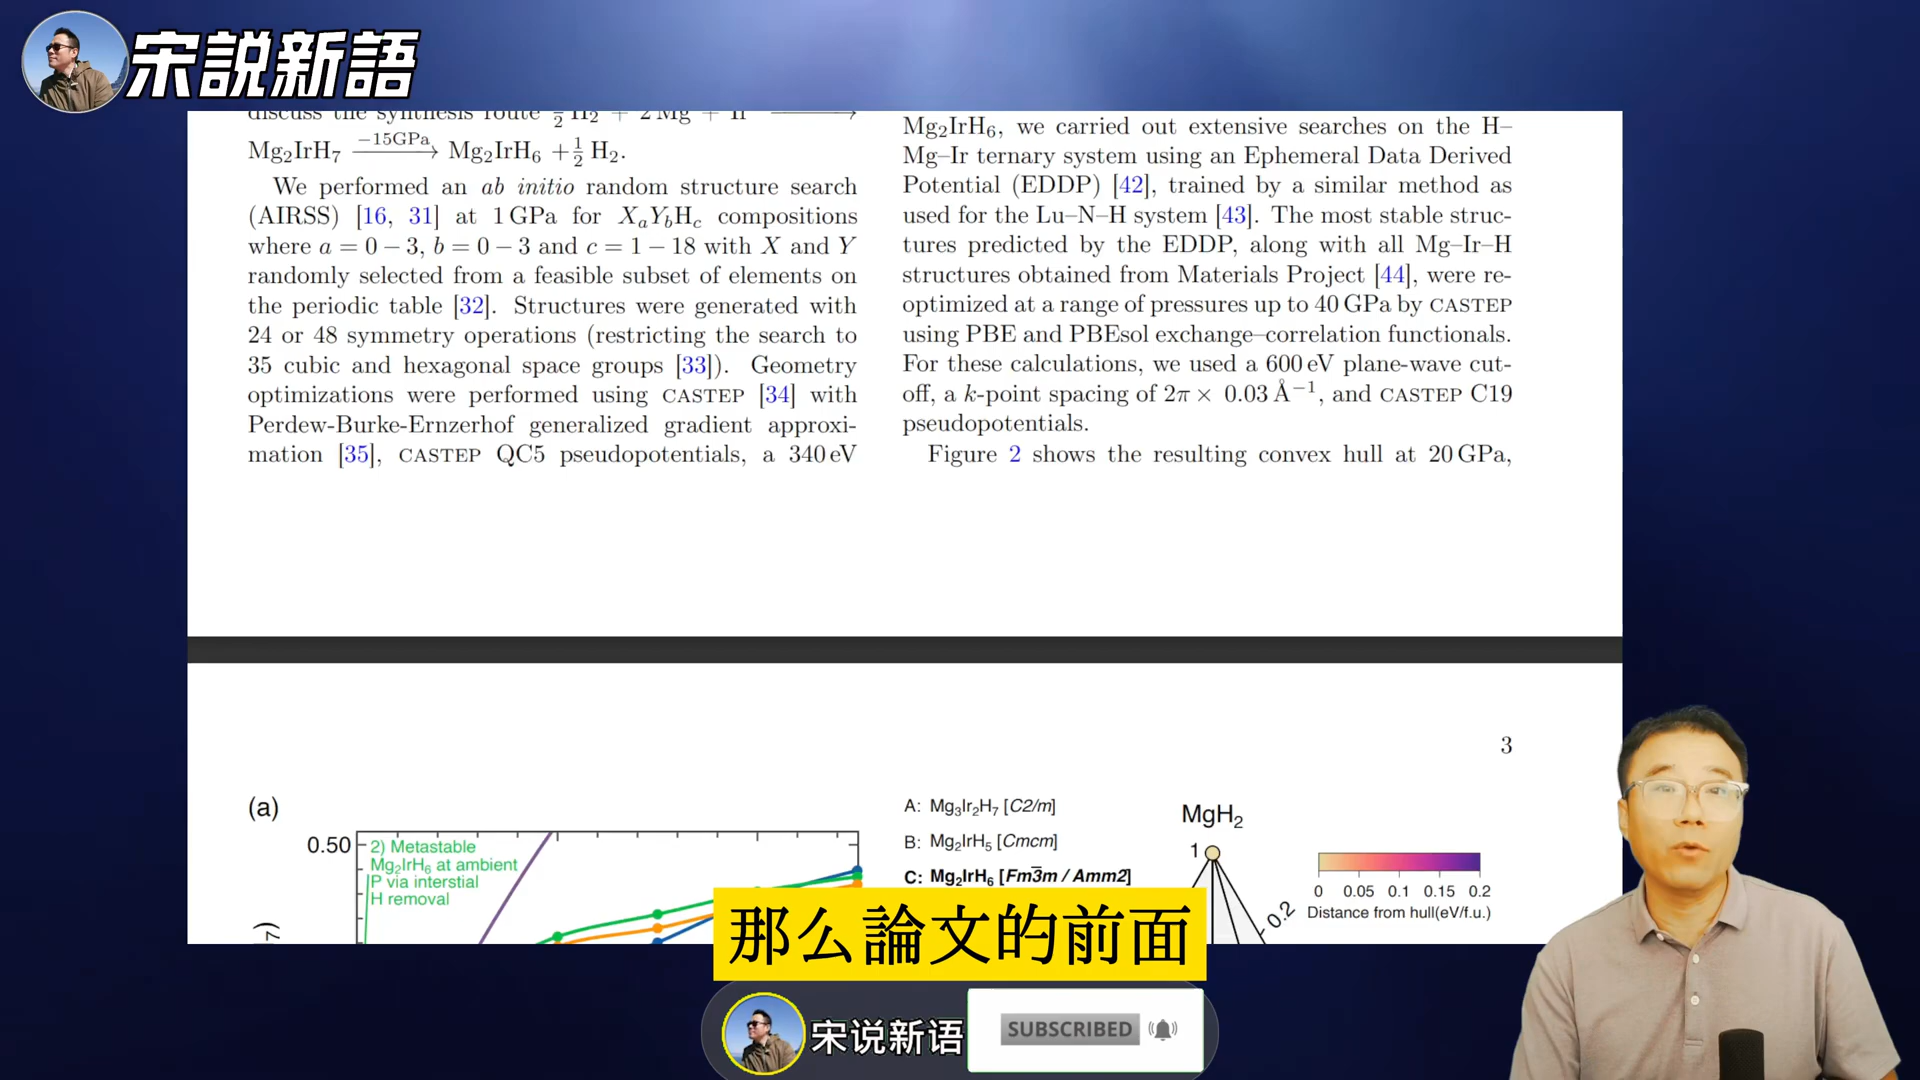 宋説新語
discuss the synthesis route 5/2 H₂ + 2 Mg + Ir ⟶
Mg₂IrH₇ —−15GPa→ Mg₂IrH₆ + 1/2 H₂.
We performed an ab initio random structure search
(AIRSS) [16, 31] at 1 GPa for XₐY_bH_c compositions
where a = 0 – 3, b = 0 – 3 and c = 1 – 18 with X and Y
randomly selected from a feasible subset of elements on
the periodic table [32]. Structures were generated with
24 or 48 symmetry operations (restricting the search to
35 cubic and hexagonal space groups [33]). Geometry
optimizations were performed using CASTEP [34] with
Perdew-Burke-Ernzerhof generalized gradient approxi-
mation [35], CASTEP QC5 pseudopotentials, a 340 eV
Mg₂IrH₆, we carried out extensive searches on the H–
Mg–Ir ternary system using an Ephemeral Data Derived
Potential (EDDP) [42], trained by a similar method as
used for the Lu–N–H system [43]. The most stable struc-
tures predicted by the EDDP, along with all Mg–Ir–H
structures obtained from Materials Project [44], were re-
optimized at a range of pressures up to 40 GPa by CASTEP
using PBE and PBEsol exchange–correlation functionals.
For these calculations, we used a 600 eV plane-wave cut-
off, a k-point spacing of 2π × 0.03 Å⁻¹, and CASTEP C19
pseudopotentials.
Figure 2 shows the resulting convex hull at 20 GPa,
3
(a)
0.50
2) Metastable
Mg₂IrH₆ at ambient
P via interstial
H removal
A: Mg₃Ir₂H₇ [C2/m]
B: Mg₂IrH₅ [Cmcm]
C: Mg₂IrH₆ [Fm3̅m / Amm2]
MgH₂
1
0.2
0 0.05 0.1 0.15 0.2
Distance from hull(eV/f.u.)
那么論文的前面
宋说新语
SUBSCRIBED